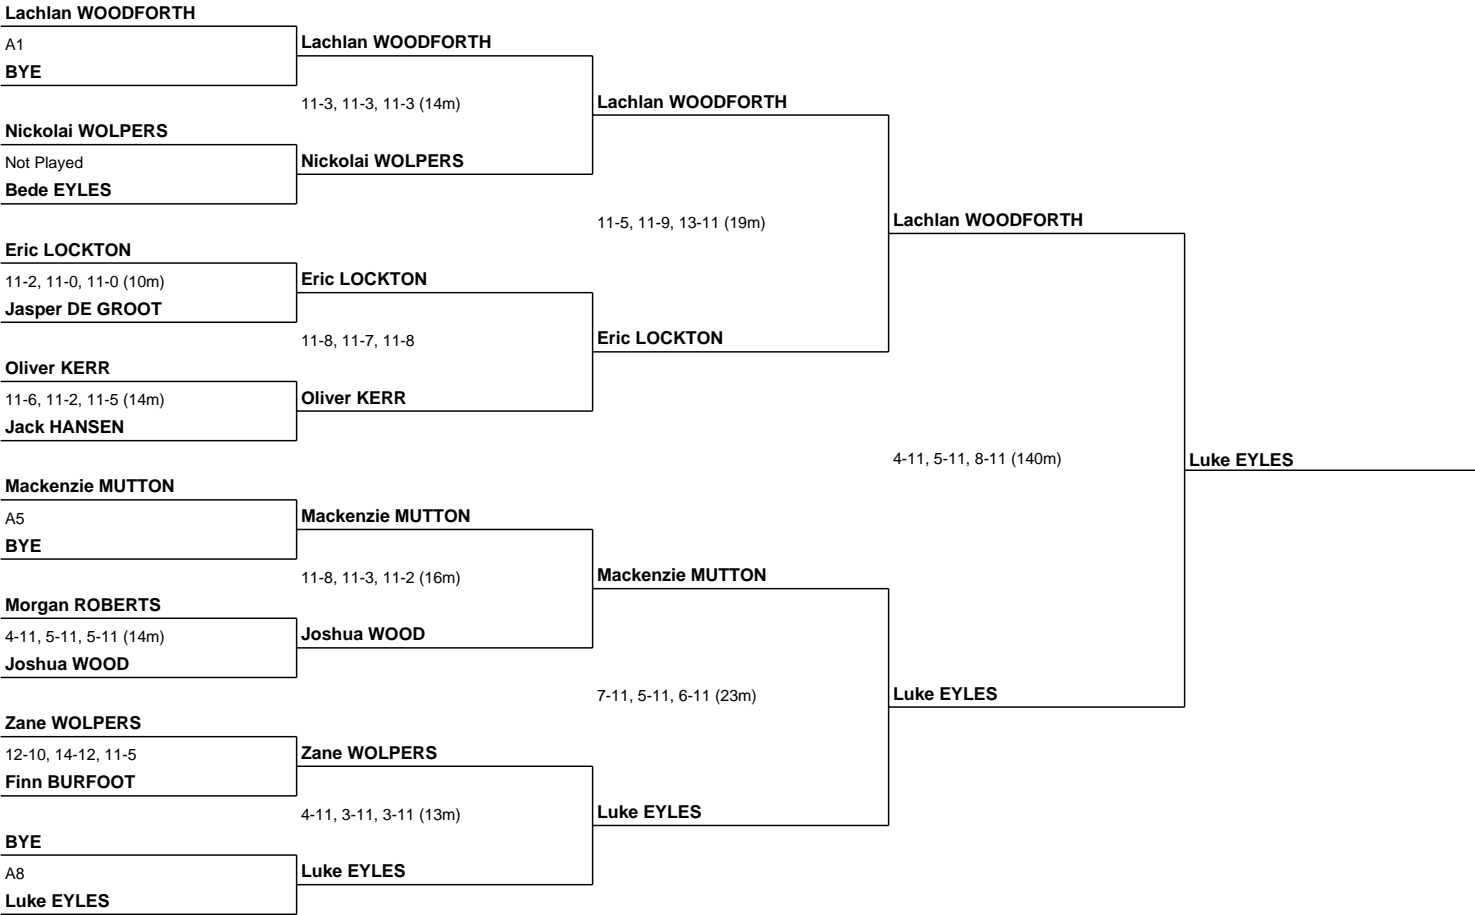 Lachlan WOODFORTH
A1
BYE
Nickolai WOLPERS
Not Played
Bede EYLES
Eric LOCKTON
11-2, 11-0, 11-0 (10m)
Jasper DE GROOT
Oliver KERR
11-6, 11-2, 11-5 (14m)
Jack HANSEN
Mackenzie MUTTON
A5
BYE
Morgan ROBERTS
4-11, 5-11, 5-11 (14m)
Joshua WOOD
Zane WOLPERS
12-10, 14-12, 11-5
Finn BURFOOT
BYE
A8
Luke EYLES
Lachlan WOODFORTH
11-3, 11-3, 11-3 (14m)
Nickolai WOLPERS
Eric LOCKTON
11-8, 11-7, 11-8
Oliver KERR
Mackenzie MUTTON
11-8, 11-3, 11-2 (16m)
Joshua WOOD
Zane WOLPERS
4-11, 3-11, 3-11 (13m)
Luke EYLES
Lachlan WOODFORTH
11-5, 11-9, 13-11 (19m)
Eric LOCKTON
Mackenzie MUTTON
7-11, 5-11, 6-11 (23m)
Luke EYLES
Lachlan WOODFORTH
4-11, 5-11, 8-11 (140m)
Luke EYLES
Luke EYLES